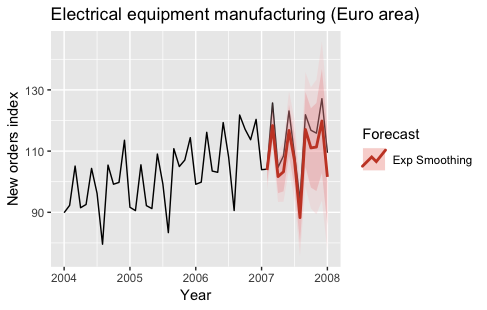 Electrical equipment manufacturing (Euro area)
New orders index
130
110
90
2004 2005 2006 2007 2008
Year
Forecast
Exp Smoothing